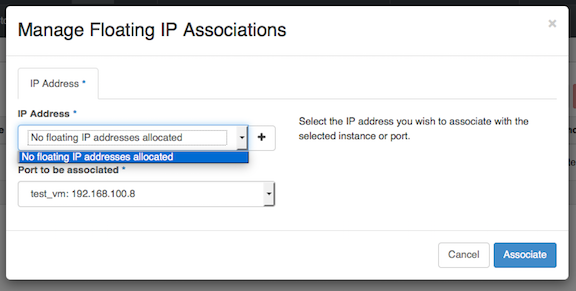 Manage Floating IP Associations
×
IP Address *
IP Address *
No floating IP addresses allocated
+
No floating IP addresses allocated
Port to be associated *
test_vm: 192.168.100.8
Select the IP address you wish to associate with the
selected instance or port.
Cancel
Associate